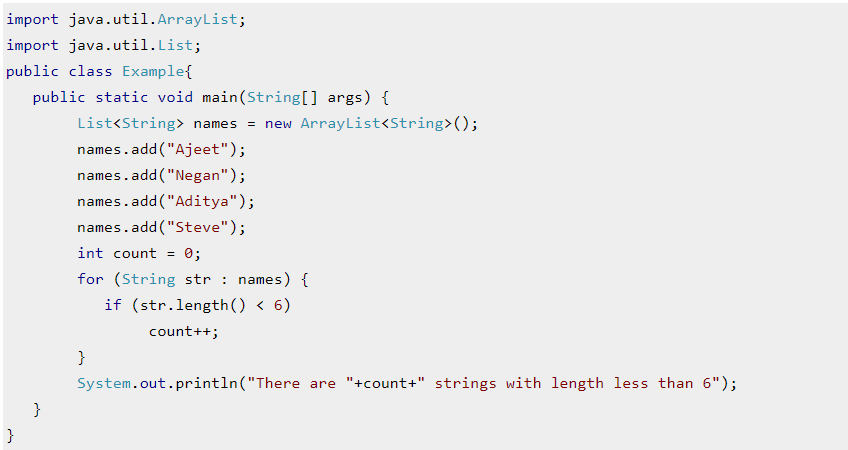 import java.util.ArrayList;
import java.util.List;
public class Example{
   public static void main(String[] args) {
        List<String> names = new ArrayList<String>();
        names.add("Ajeet");
        names.add("Negan");
        names.add("Aditya");
        names.add("Steve");
        int count = 0;
        for (String str : names) {
           if (str.length() < 6)
                count++;
        }
        System.out.println("There are "+count+" strings with length less than 6");
   }
}